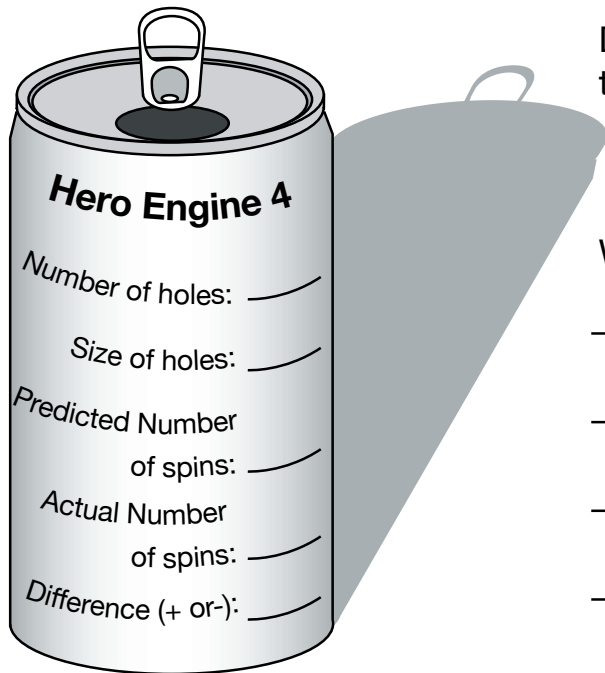 Hero Engine 4
Number of holes:
Size of holes:
Predicted Number
of spins:
Actual Number
of spins:
Difference (+ or-):